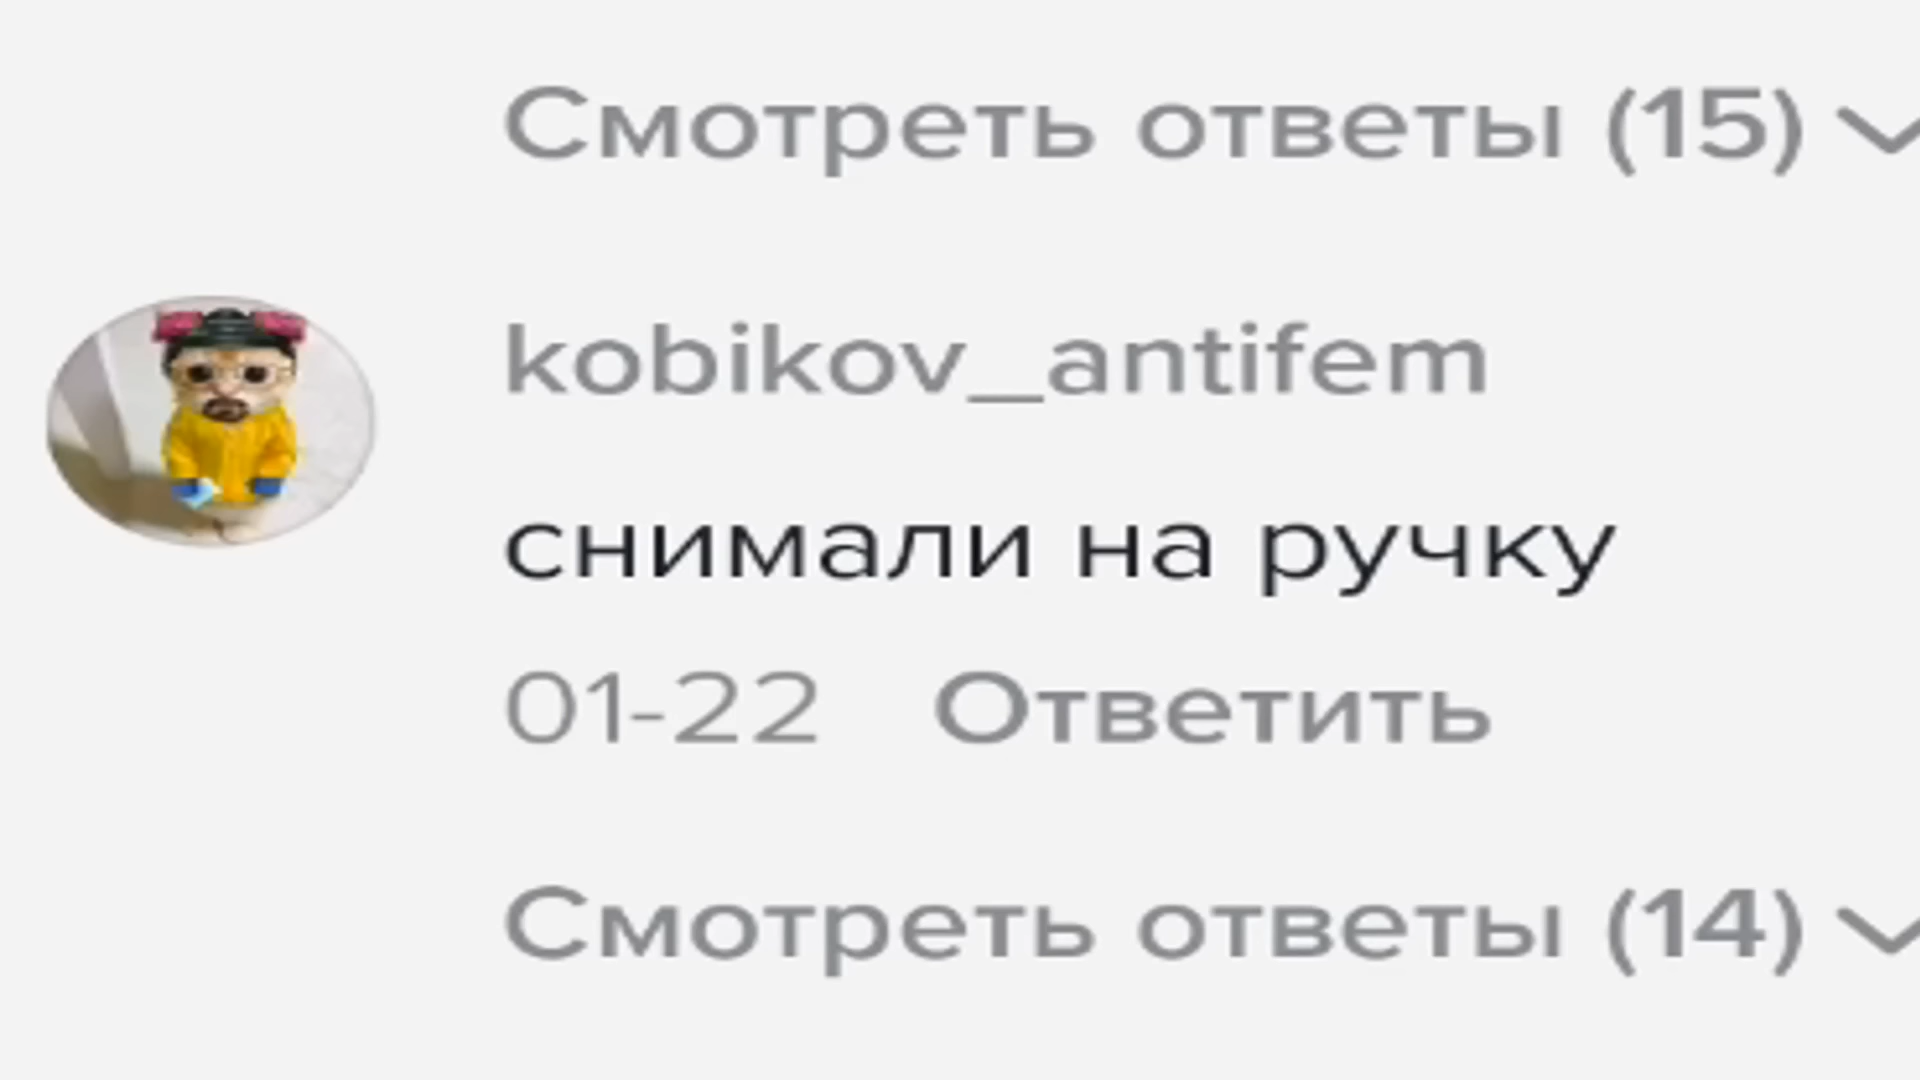 Смотреть ответы (15)
kobikov_antifem
снимали на ручку
01-22 Ответить
Смотреть ответы (14)